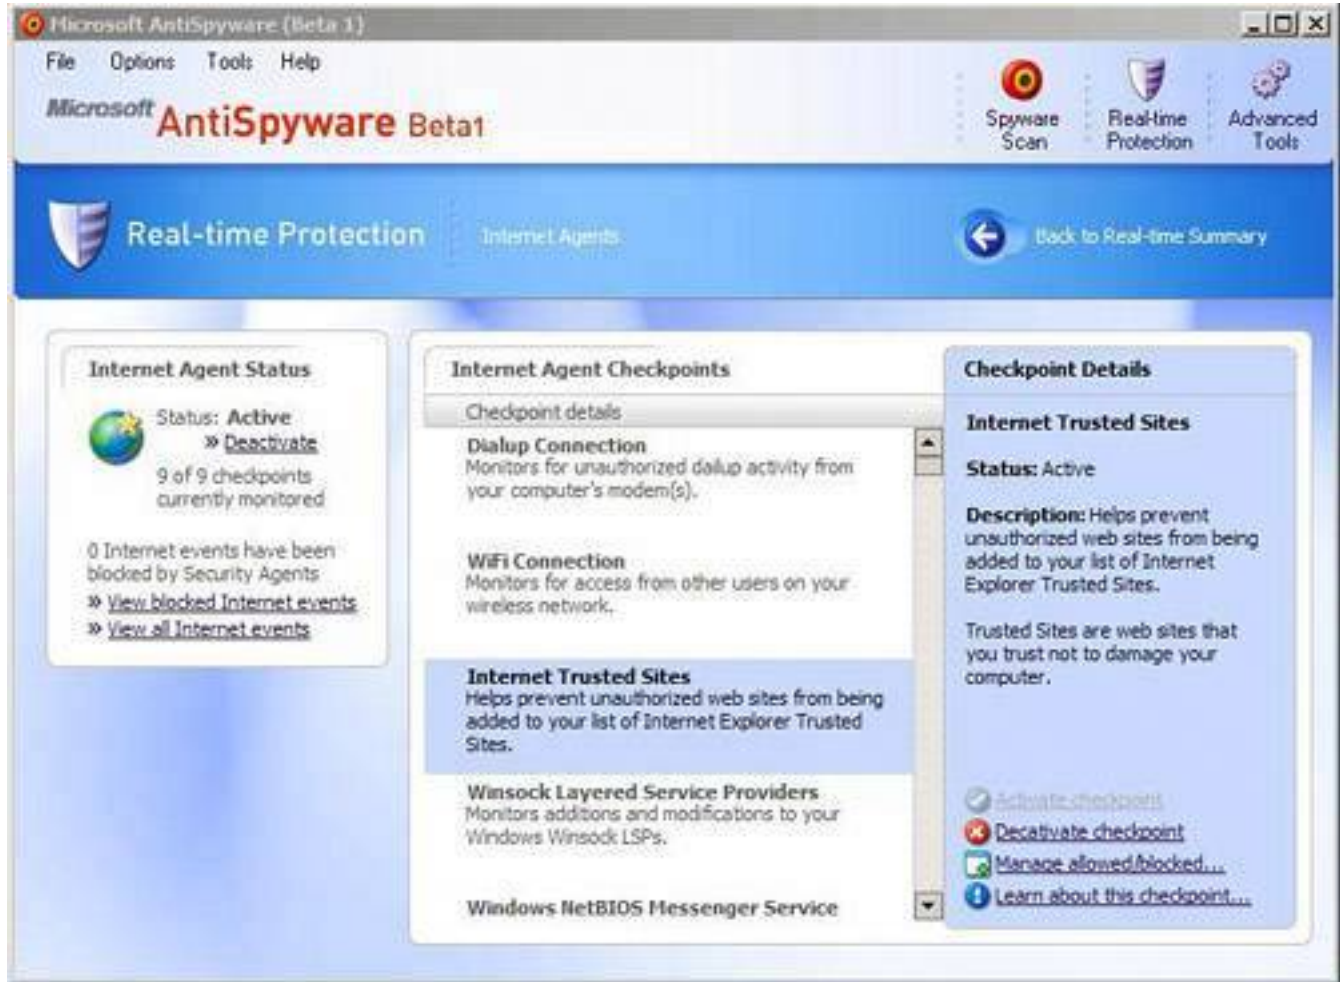 Microsoft AntiSpyware (Beta 1)
File Options Tools Help
Microsoft AntiSpyware Beta1
Spyware Scan
Real-time Protection
Advanced Tools
Real-time Protection
Internet Agents
Back to Real-time Summary
Internet Agent Status
Status: Active
» Deactivate
9 of 9 checkpoints
currently monitored
0 Internet events have been
blocked by Security Agents
» View blocked Internet events
» View all Internet events
Internet Agent Checkpoints
Checkpoint details
Dialup Connection
Monitors for unauthorized dailup activity from
your computer's modem(s).
WiFi Connection
Monitors for access from other users on your
wireless network.
Internet Trusted Sites
Helps prevent unauthorized web sites from being
added to your list of Internet Explorer Trusted
Sites.
Winsock Layered Service Providers
Monitors additions and modifications to your
Windows Winsock LSPs.
Windows NetBIOS Messenger Service
Checkpoint Details
Internet Trusted Sites
Status: Active
Description: Helps prevent
unauthorized web sites from being
added to your list of Internet
Explorer Trusted Sites.
Trusted Sites are web sites that
you trust not to damage your
computer.
Activate checkpoint
Decativate checkpoint
Manage allowed/blocked...
Learn about this checkpoint...